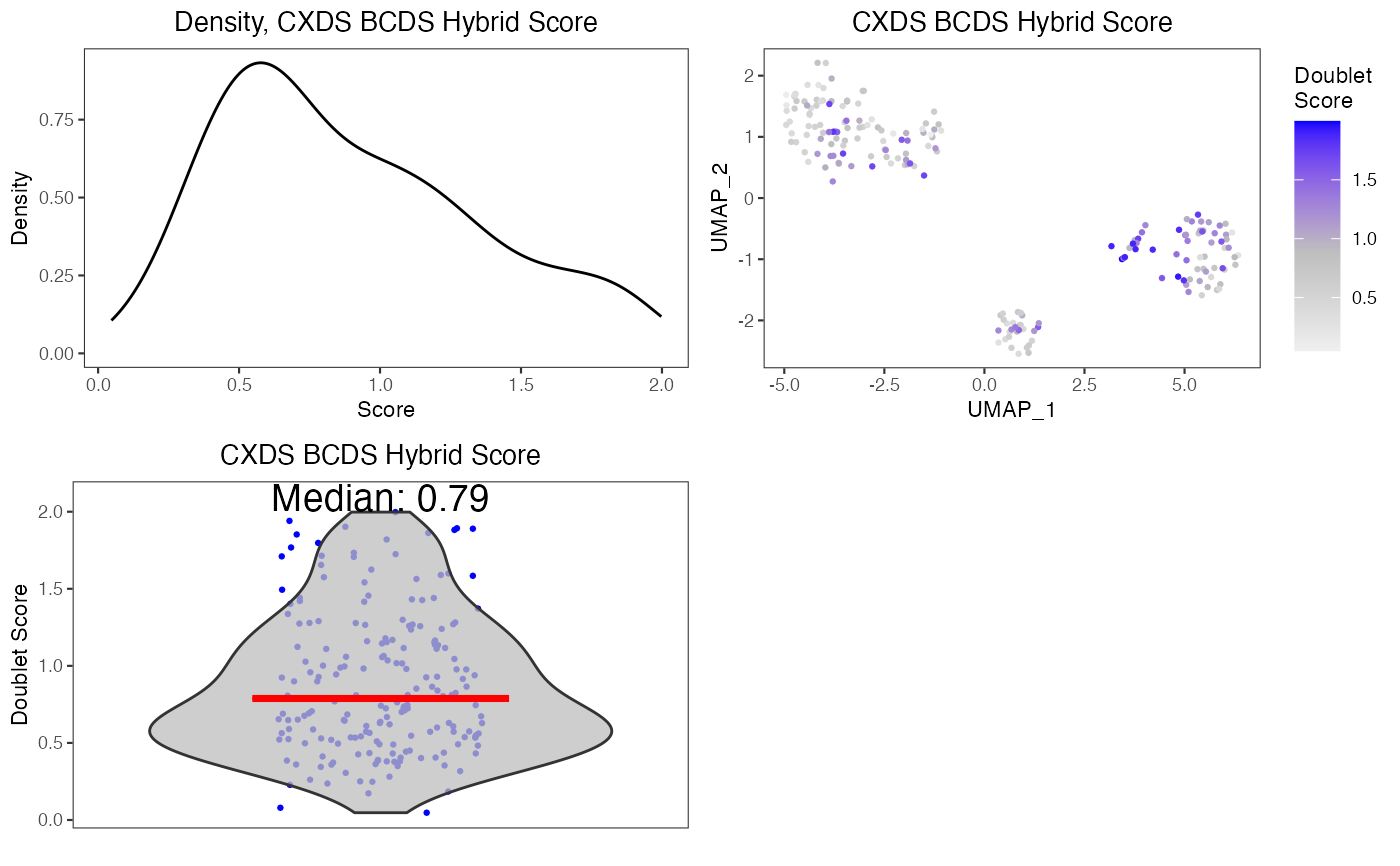 Density, CXDS BCDS Hybrid Score
Density
0.75
0.50
0.25
0.00
0.0 0.5 1.0 1.5 2.0
Score
CXDS BCDS Hybrid Score
UMAP_2
2
1
0
-1
-2
-5.0 -2.5 0.0 2.5 5.0
UMAP_1
Doublet
Score
1.5
1.0
0.5
CXDS BCDS Hybrid Score
Median: 0.79
Doublet Score
2.0
1.5
1.0
0.5
0.0